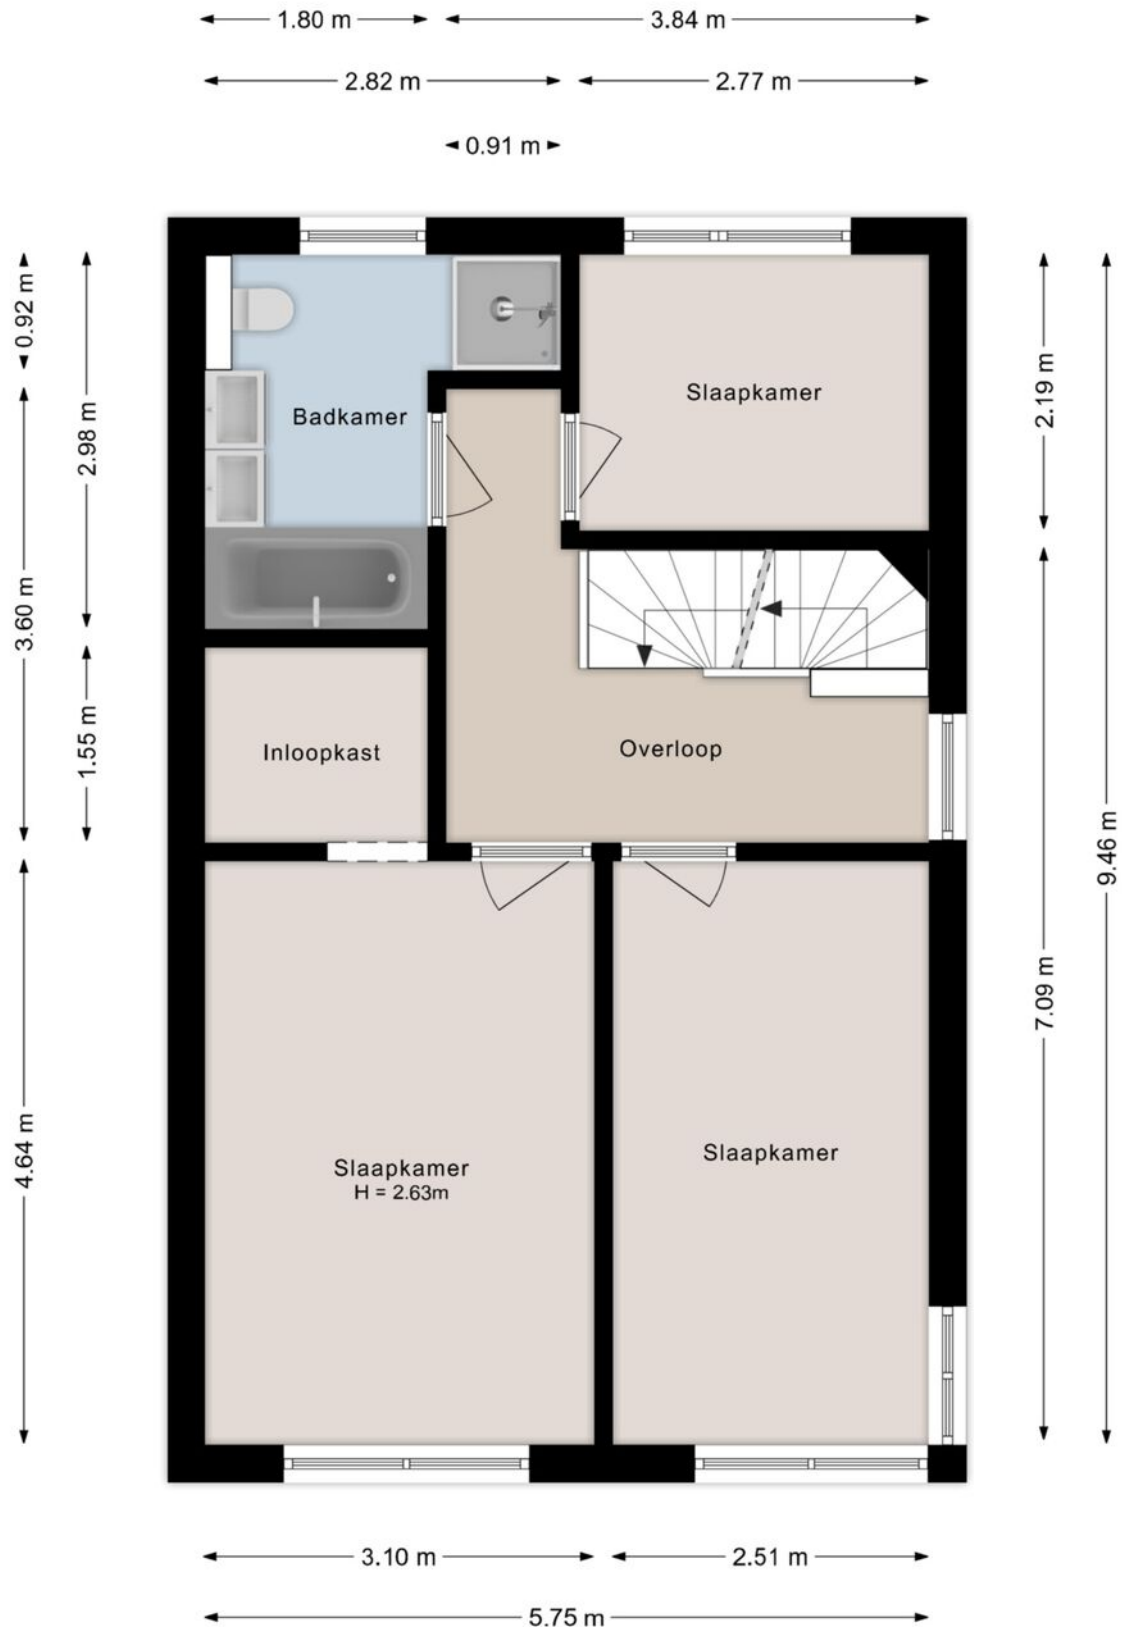 1.80 m
3.84 m
2.82 m
2.77 m
0.91 m
0.92 m
2.98 m
3.60 m
1.55 m
4.64 m
2.19 m
7.09 m
9.46 m
Slaapkamer
Badkamer
Inloopkast
Overloop
Slaapkamer
H = 2.63m
Slaapkamer
3.10 m
2.51 m
5.75 m